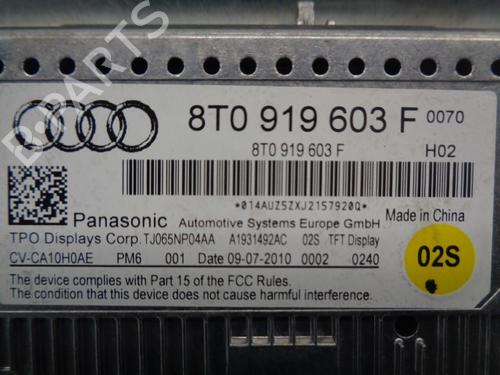 B-PARTS
8T0 919 603 F 0070
8T0 919 603 F H02
*014AUZ5ZXJ2157920Q*
Panasonic Automotive Systems Europe GmbH Made in China
TPO Displays Corp. TJ065NP04AA A1931492AC 02S TFT Display
CV-CA10H0AE PM6 001 Date 09-07-2010 0002 0240
02S
The device complies with Part 15 of the FCC Rules.
The condition that this device does not cause harmful interference.